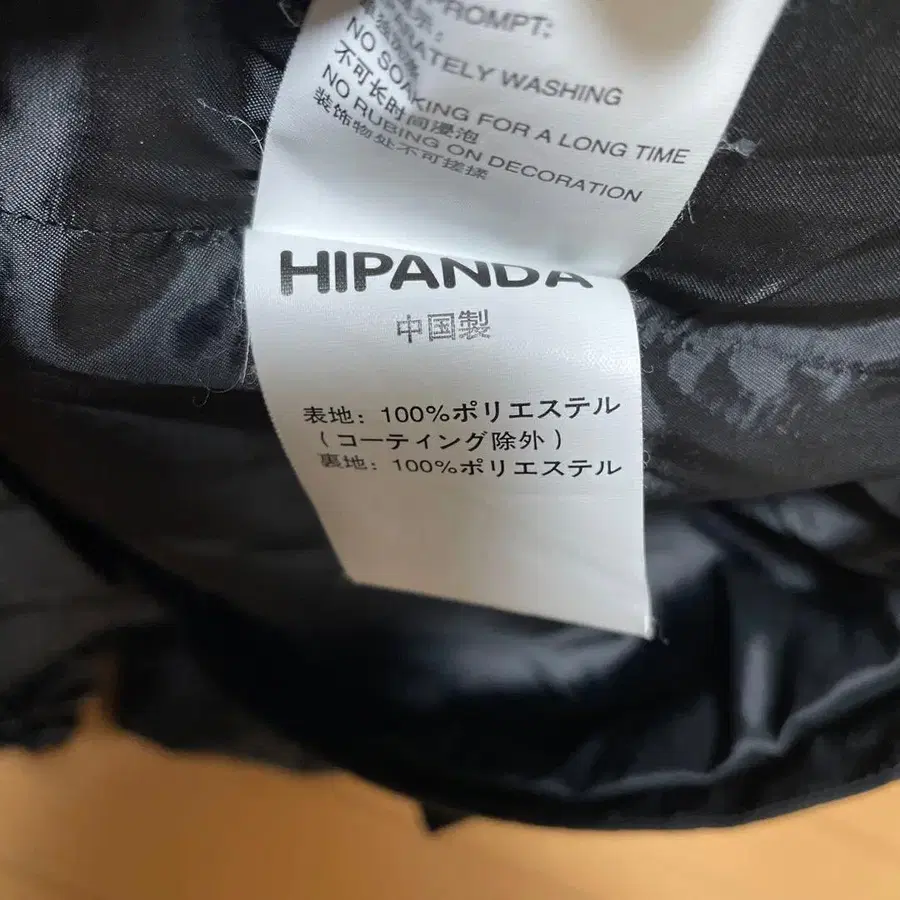 PROMPT:
示:
RATELY WASHING
NO SOAKING FOR A LONG TIME
不可长时间浸泡
NO RUBING ON DECORATION
装饰物处不可搓揉
HIPANDA
中国製
表地: 100%ポリエステル
(コーティング除外)
裏地: 100%ポリエステル